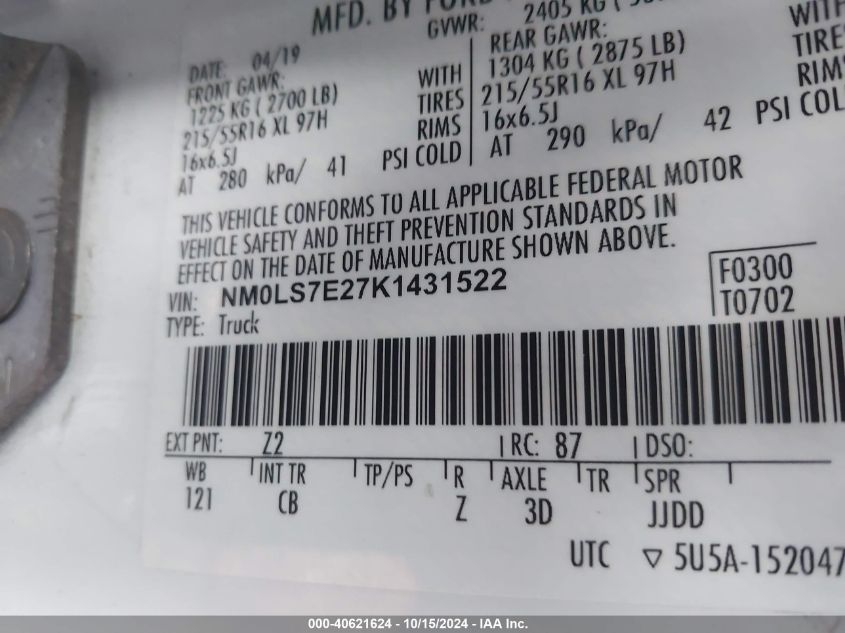 MFD. BY FORD
GVWR: 2405 KG
DATE: 04/19
FRONT GAWR:
1225 KG ( 2700 LB)
215/55R16 XL 97H
16x6.5J
AT 280 kPa/ 41 PSI COLD
WITH
TIRES
RIMS
REAR GAWR:
1304 KG ( 2875 LB)
215/55R16 XL 97H
16x6.5J
AT 290 kPa/ 42 PSI COL
WITH
TIRE
RIM
THIS VEHICLE CONFORMS TO ALL APPLICABLE FEDERAL MOTOR
VEHICLE SAFETY AND THEFT PREVENTION STANDARDS IN
EFFECT ON THE DATE OF MANUFACTURE SHOWN ABOVE.
VIN: NM0LS7E27K1431522
TYPE: Truck
F0300
T0702
EXT PNT: Z2 RC: 87 DSO:
WB INT TR TP/PS R AXLE TR SPR
121 CB Z 3D JJDD
UTC ▽ 5U5A-152047
000-40621624 - 10/15/2024 - IAA Inc.